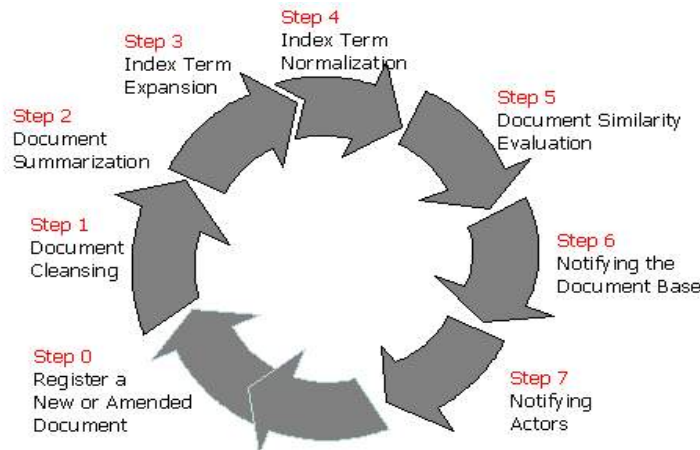 Step 4
Index Term
Normalization
Step 3
Index Term
Expansion
Step 5
Document Similarity
Evaluation
Step 2
Document
Summarization
Step 1
Document
Cleansing
Step 6
Notifying the
Document Base
Step 0
Register a
New or Amended
Document
Step 7
Notifying
Actors